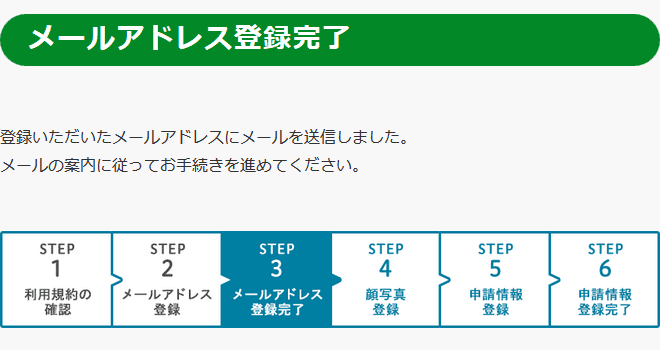 メールアドレス登録完了
登録いただいたメールアドレスにメールを送信しました。
メールの案内に従ってお手続きを進めてください。
STEP
1
利用規約の
確認
STEP
2
メールアドレス
登録
STEP
3
メールアドレス
登録完了
STEP
4
顔写真
登録
STEP
5
申請情報
登録
STEP
6
申請情報
登録完了